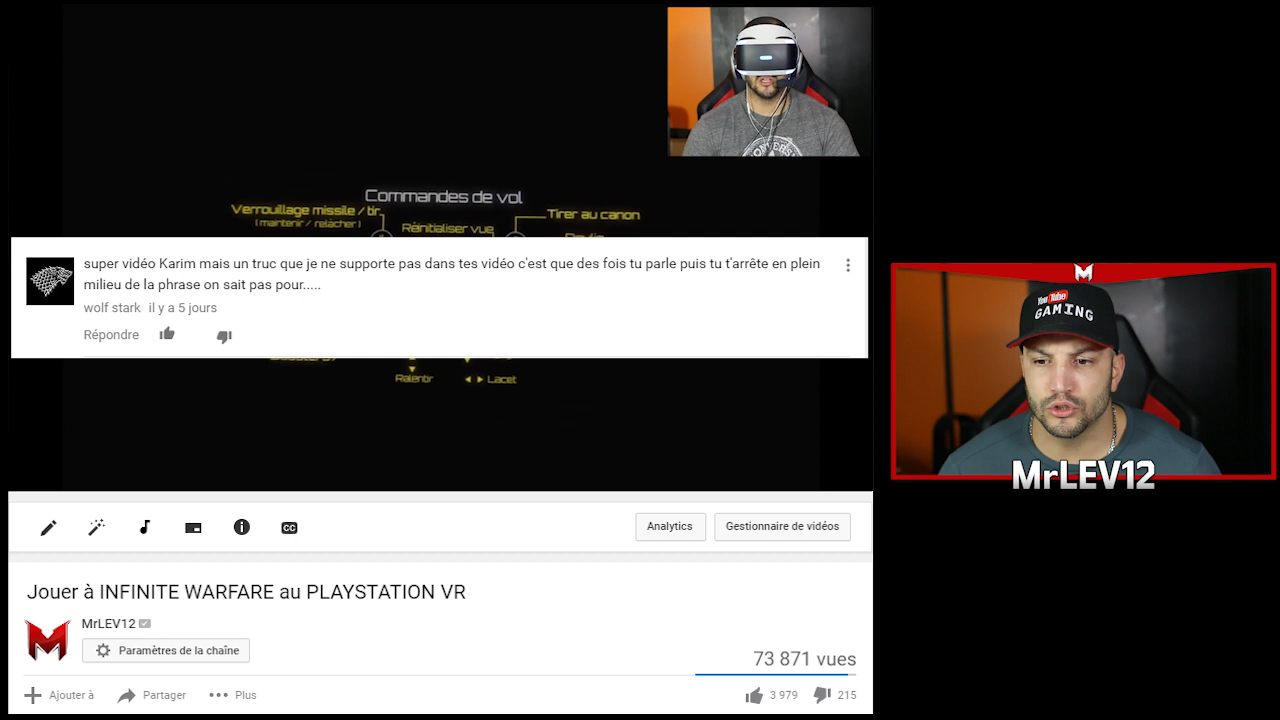 Commandes de vol
Verrouillage missile / tir
( maintenir / relâcher )
Réinitialiser vue
Tirer au canon
super vidéo Karim mais un truc que je ne supporte pas dans tes vidéo c'est que des fois tu parle puis tu t'arrête en plein
milieu de la phrase on sait pas pour.....
wolf stark il y a 5 jours
Répondre
Ralentir
Lacet
YouTube
GAMING
MrLEV12
CONVERSE
Analytics
Gestionnaire de vidéos
CC
Jouer à INFINITE WARFARE au PLAYSTATION VR
MrLEV12
Paramètres de la chaîne
73 871 vues
Ajouter à
Partager
Plus
3 979
215